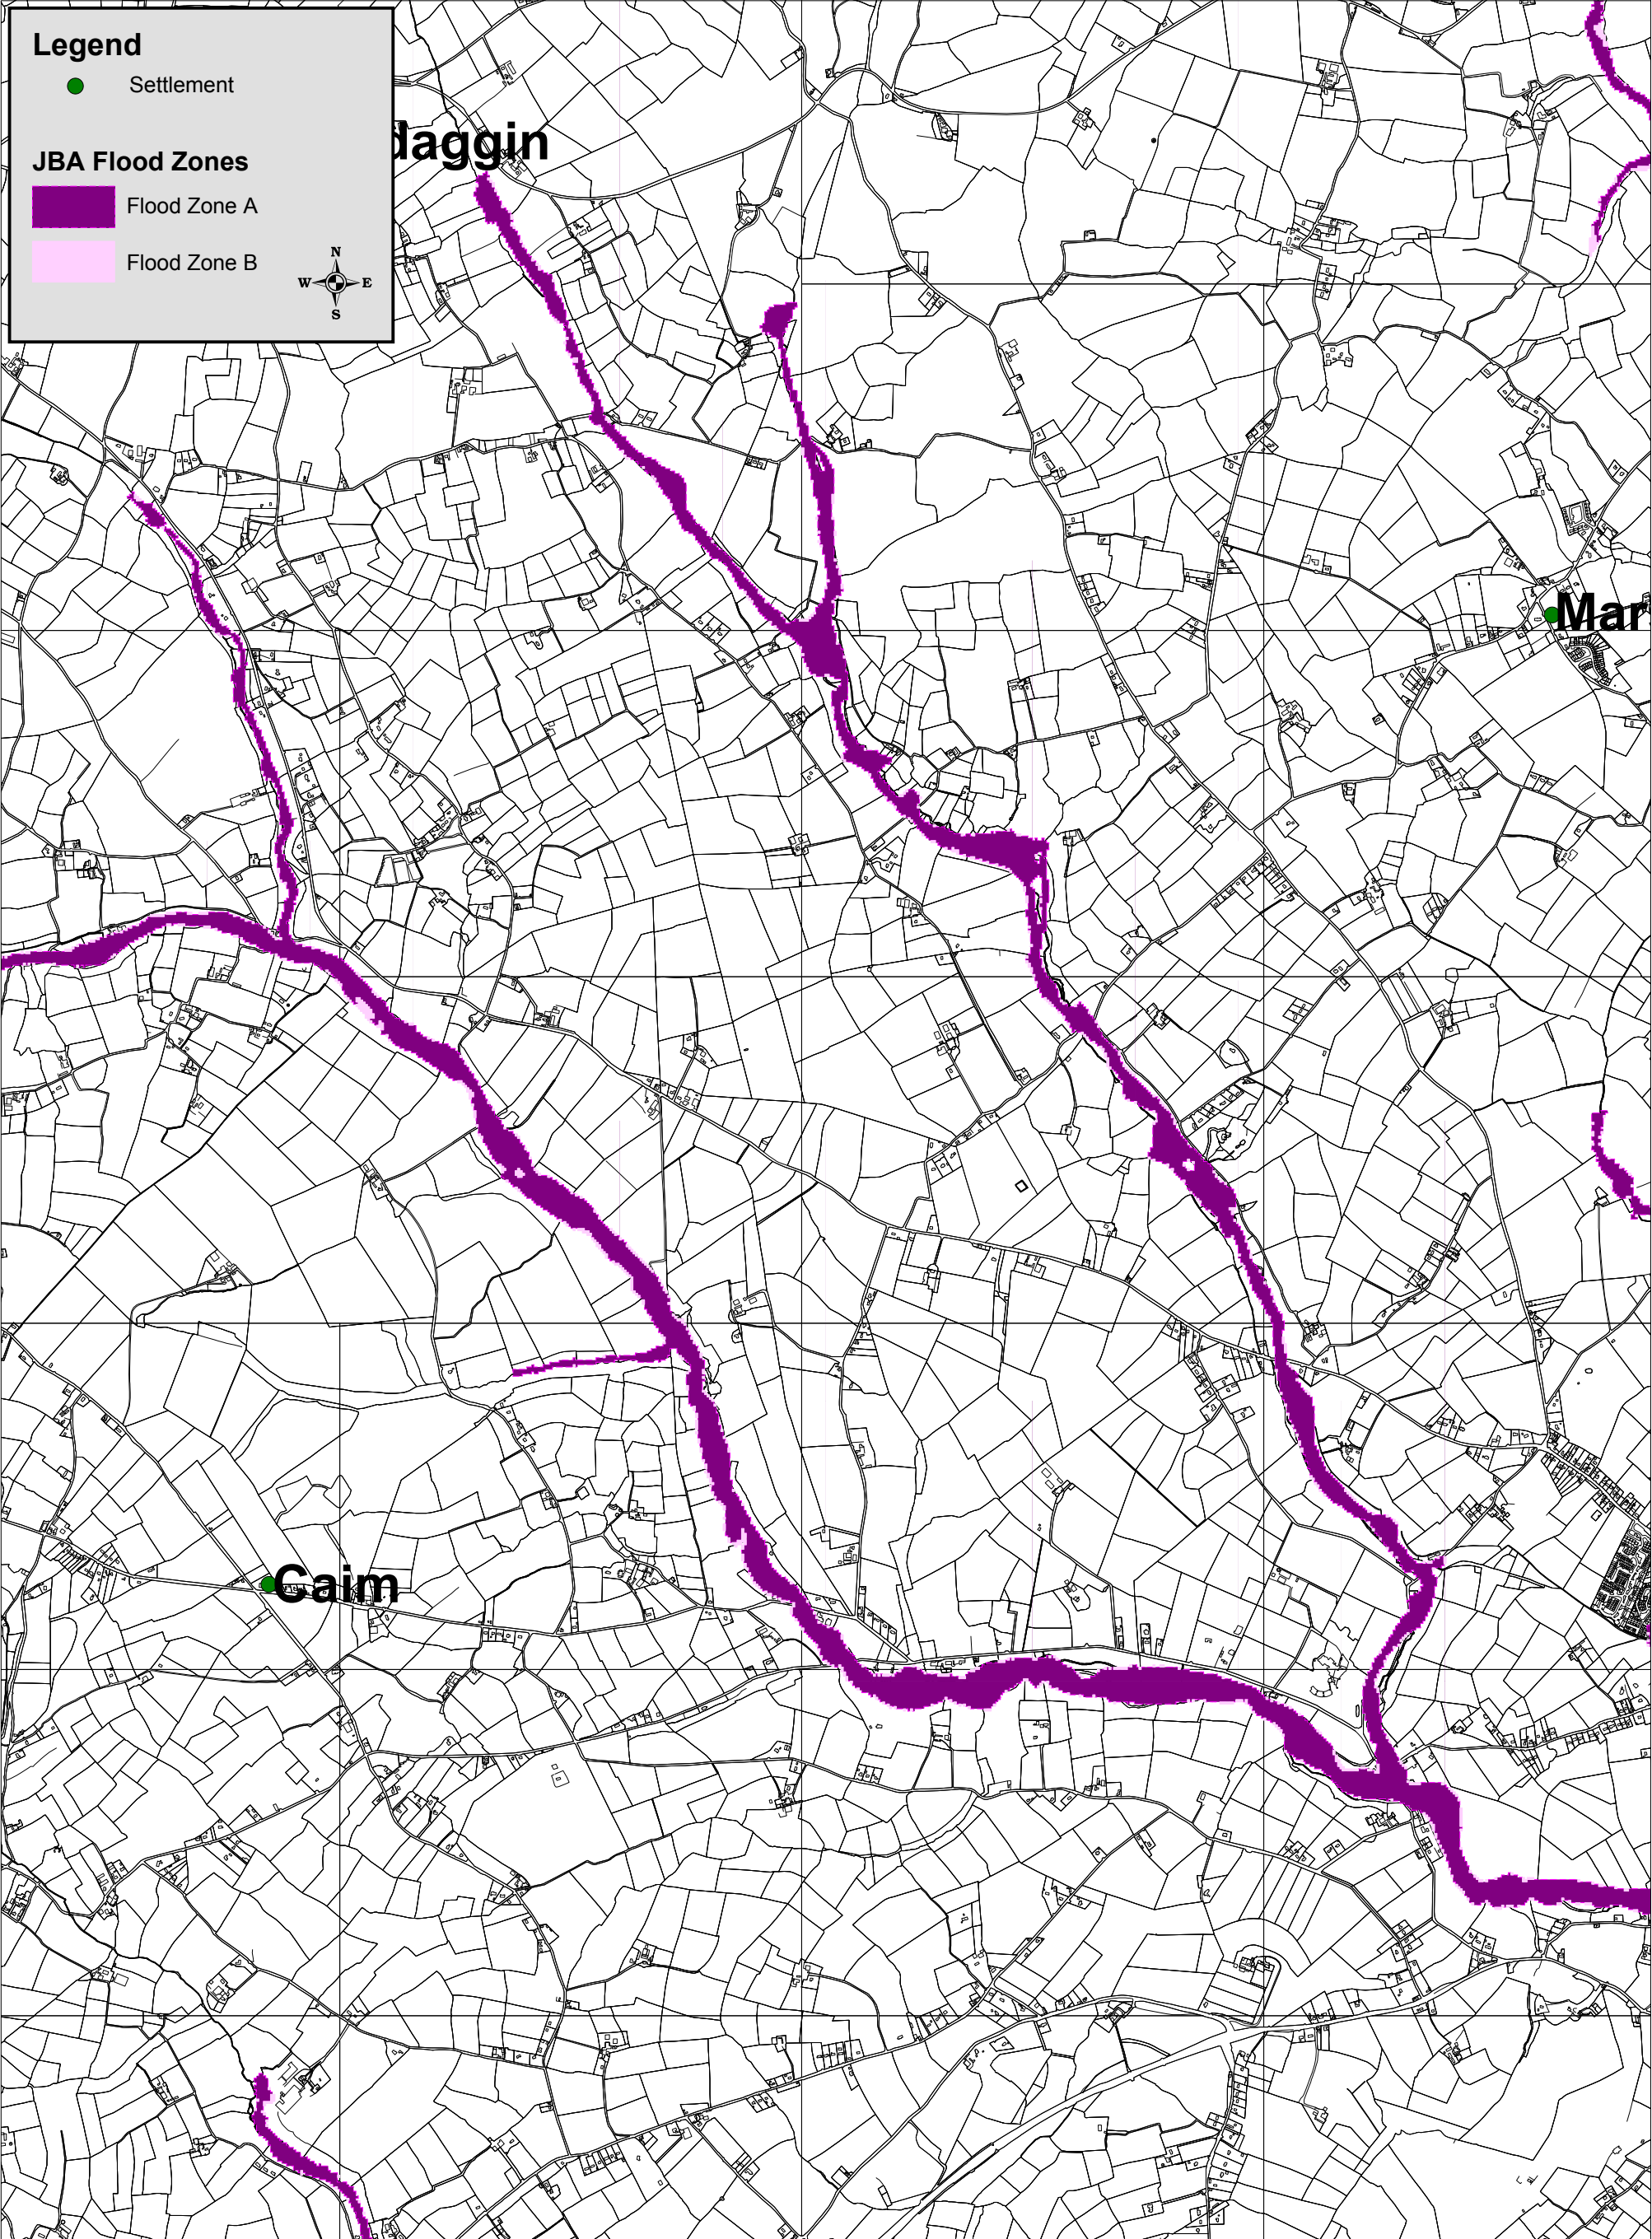 Legend
Settlement
daggin
JBA Flood Zones
Flood Zone A
Flood Zone B
N
W E
S
Mar
Caim